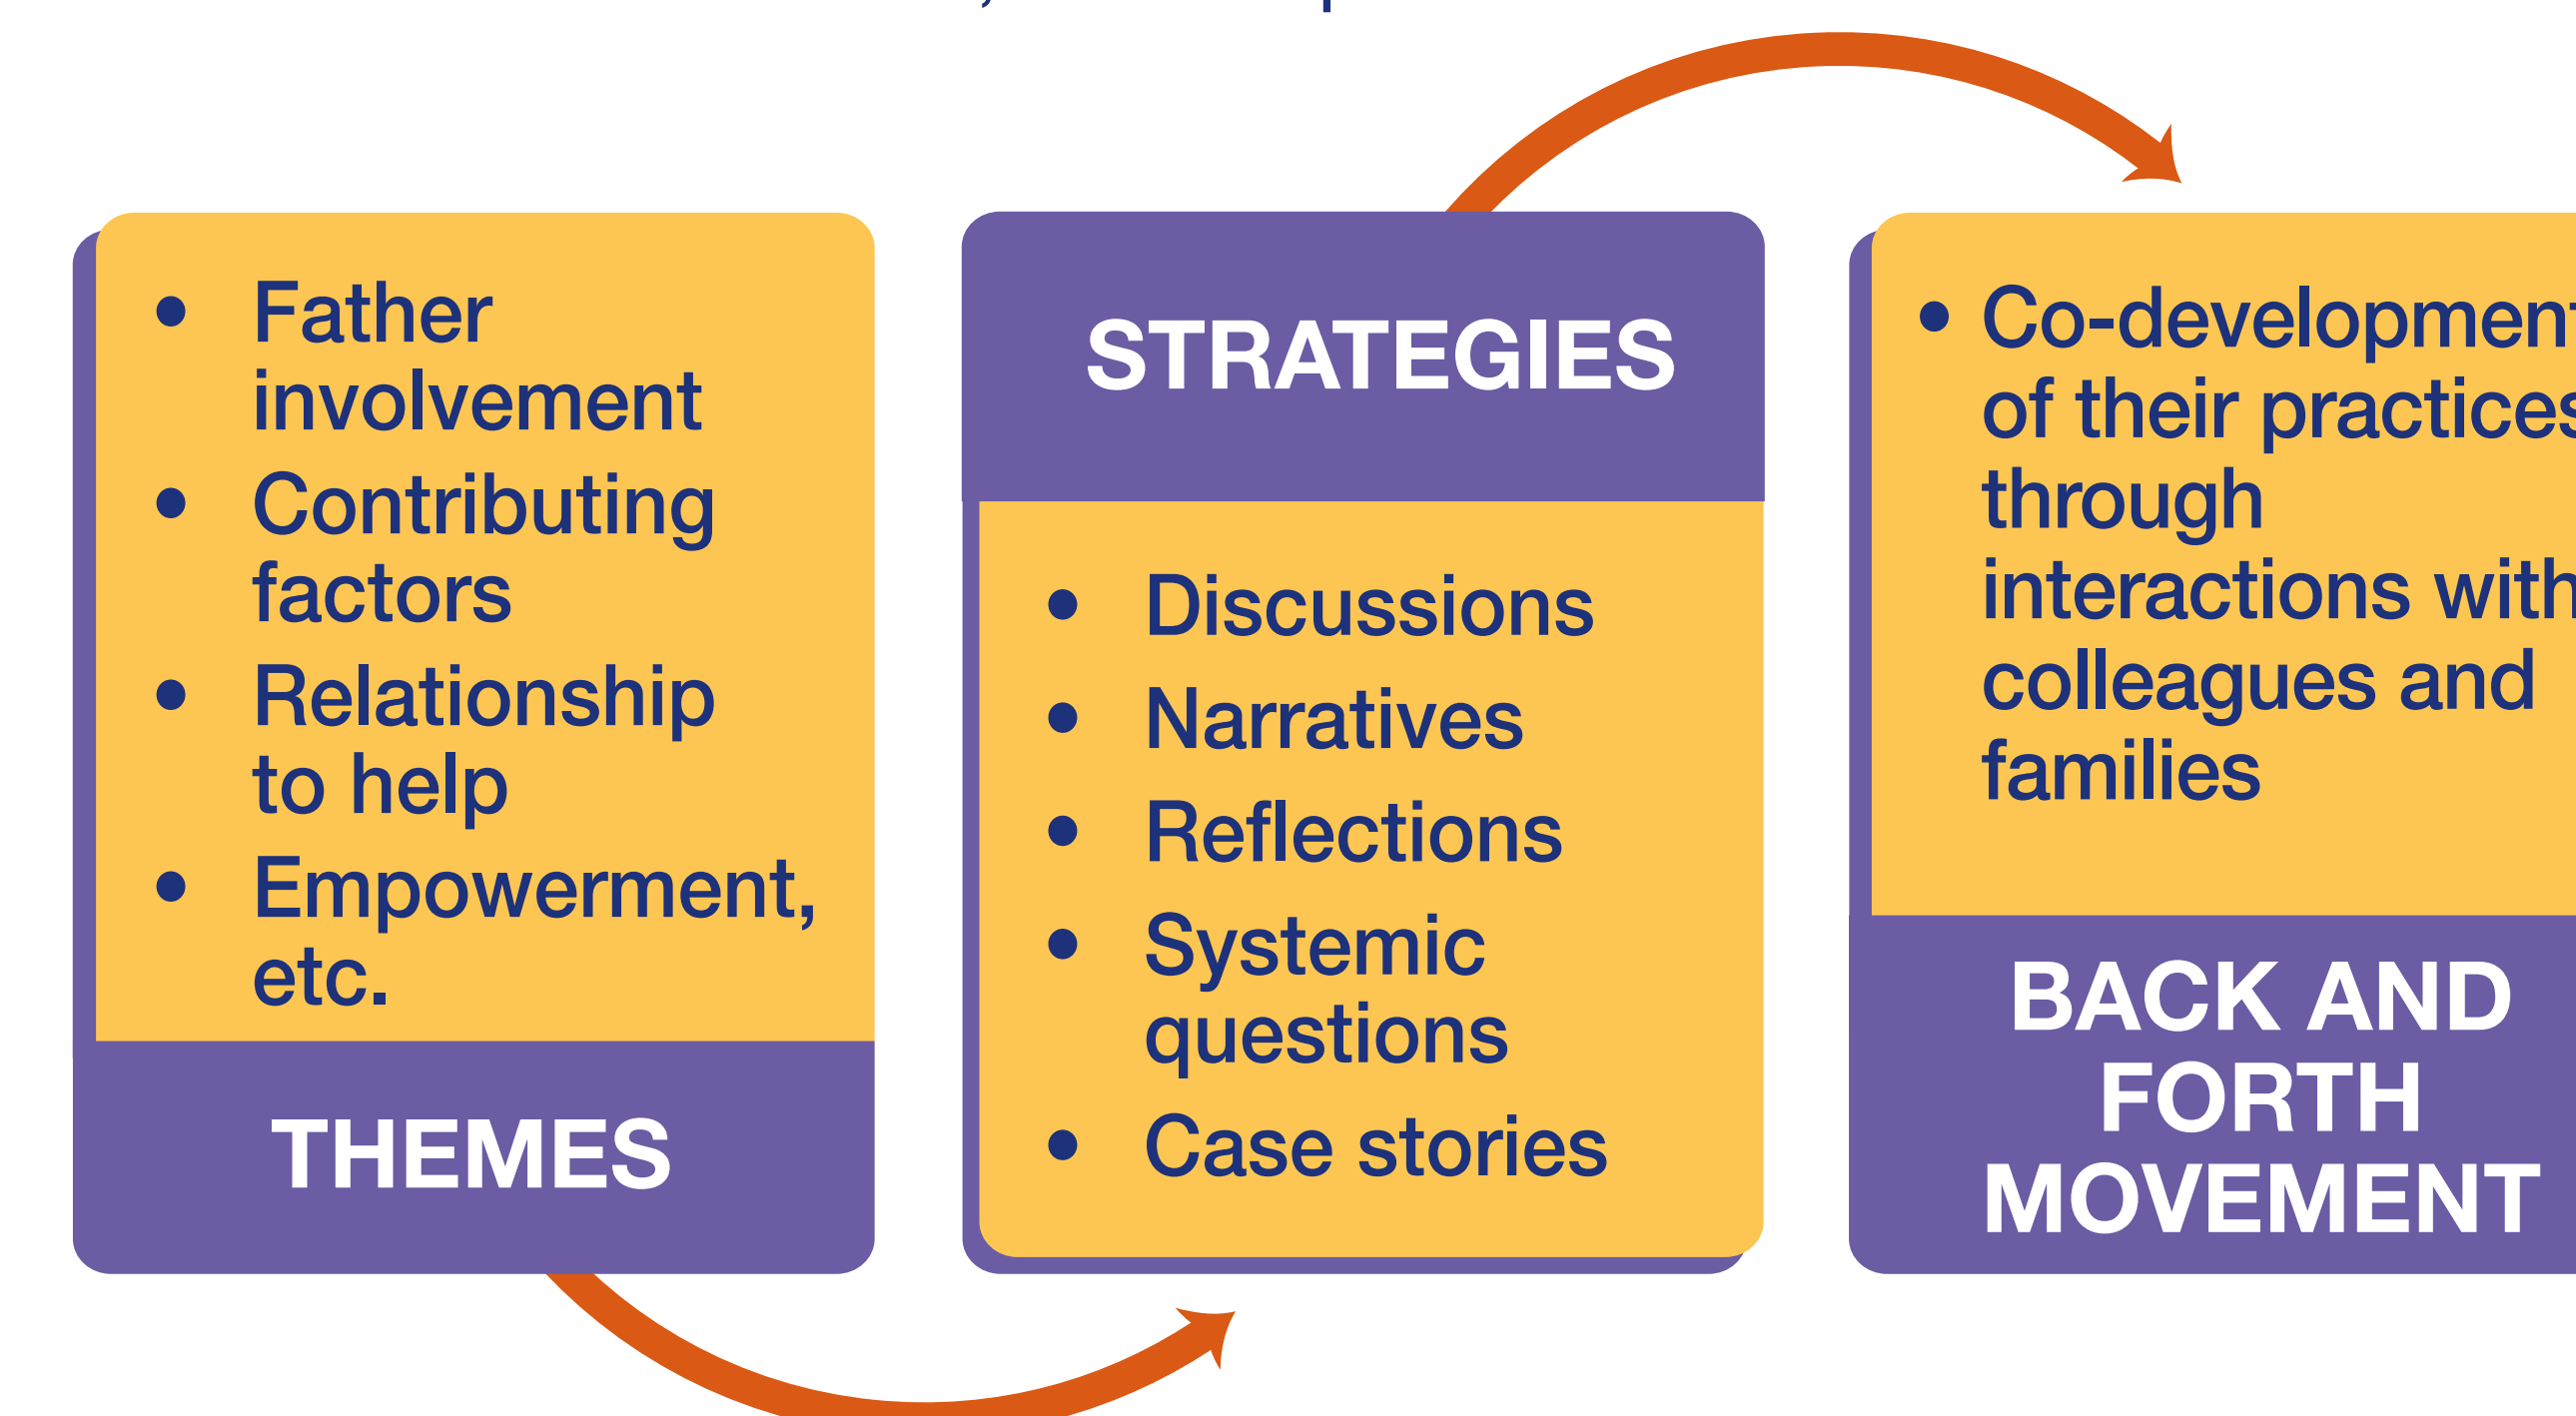 • Father
involvement
• Contributing
factors
• Relationship
to help
• Empowerment,
etc.
THEMES
STRATEGIES
• Discussions
• Narratives
• Reflections
• Systemic
questions
• Case stories
• Co-development
of their practices
through
interactions with
colleagues and
families
BACK AND
FORTH
MOVEMENT